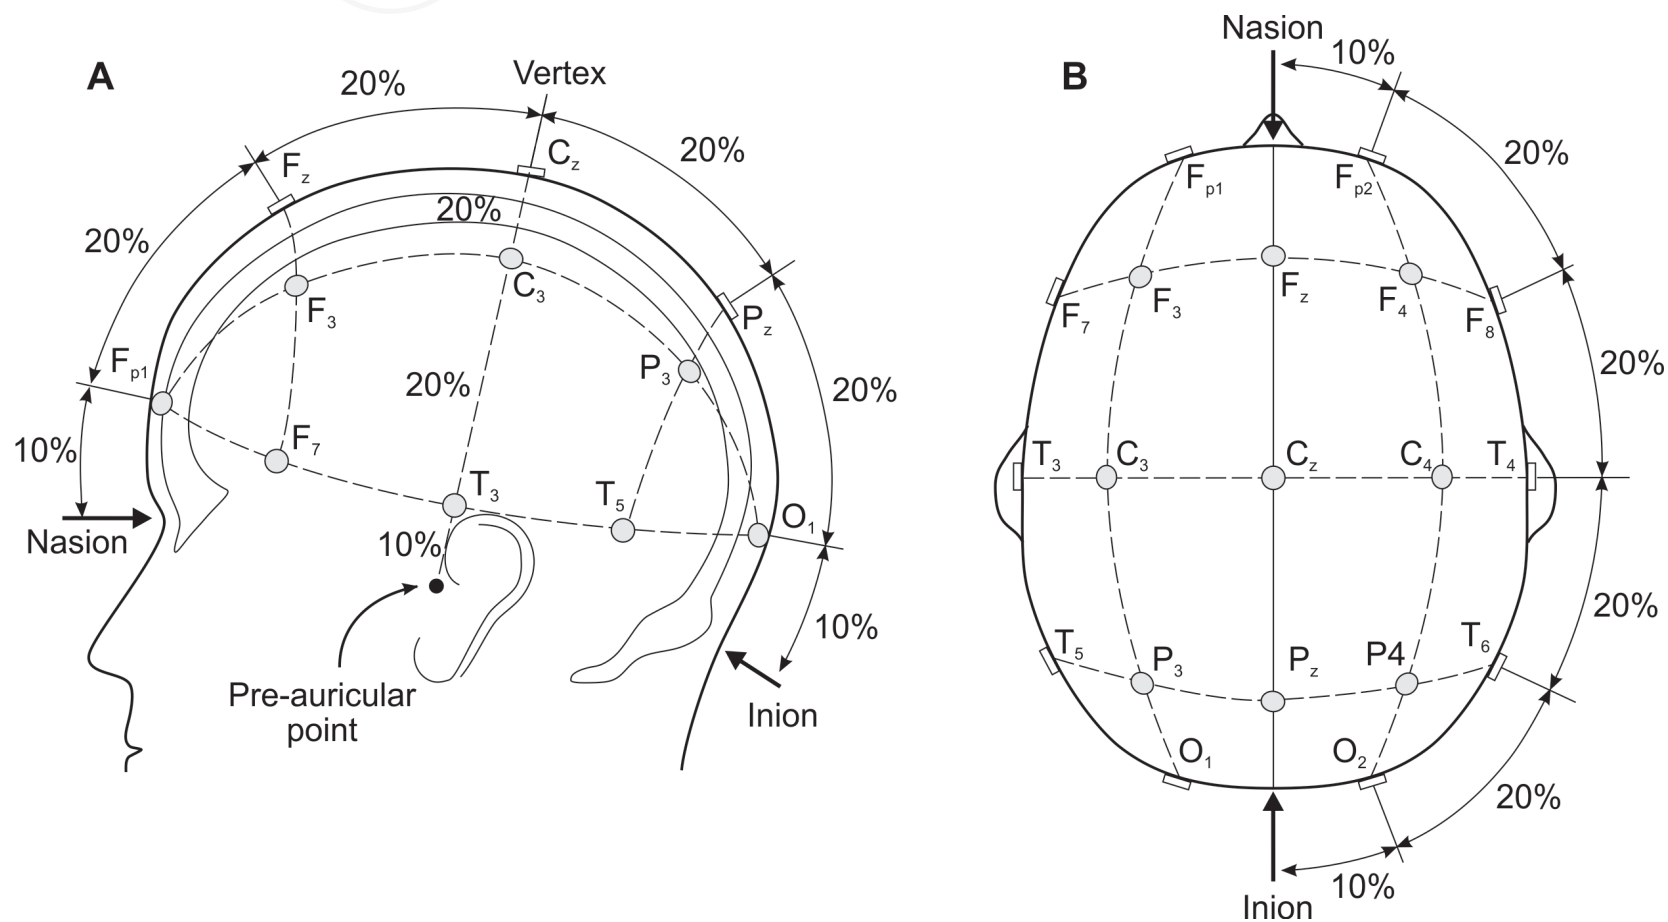 A
20%
Vertex
20%
Fz
Cz
20%
20%
Fp1
F3
C3
Pz
P3
20%
20%
10%
F7
T3
T5
O1
Nasion
10%
10%
Pre-auricular
point
Inion
B
Nasion
10%
20%
Fp1
Fp2
F7
F3
Fz
F4
F8
20%
T3
C3
Cz
C4
T4
20%
T5
P3
Pz
P4
T6
O1
O2
20%
10%
Inion